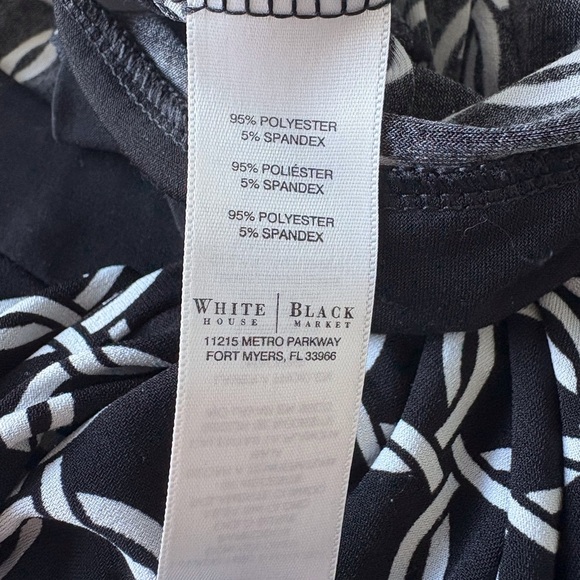 95% POLYESTER
5% SPANDEX
95% POLIÉSTER
5% SPANDEX
95% POLYESTER
5% SPANDEX
WHITE | BLACK
HOUSE | MARKET
11215 METRO PARKWAY
FORT MYERS, FL 33966